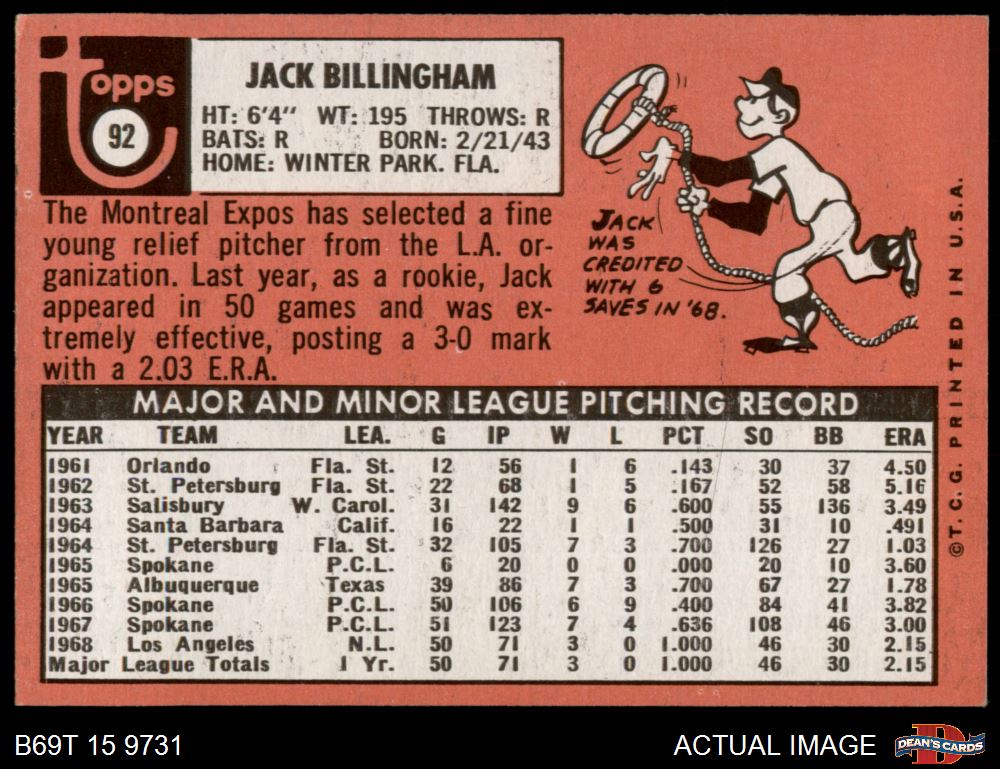 Topps
92
JACK BILLINGHAM
HT: 6'4" WT: 195 THROWS: R
BATS: R BORN: 2/21/43
HOME: WINTER PARK. FLA.
The Montreal Expos has selected a fine
young relief pitcher from the L.A. or-
ganization. Last year, as a rookie, Jack
appeared in 50 games and was ex-
tremely effective, posting a 3-0 mark
with a 2.03 E.R.A.
JACK
WAS
CREDITED
WITH 6
SAVES IN '68.
©T.C.G. PRINTED IN U.S.A.
MAJOR AND MINOR LEAGUE PITCHING RECORD
YEAR TEAM LEA. G IP W L PCT SO BB ERA
1961 Orlando Fla. St. 12 56 1 6 .143 30 37 4.50
1962 St. Petersburg Fla. St. 22 68 1 5 .167 52 58 5.16
1963 Salisbury W. Carol. 31 142 9 6 .600 55 136 3.49
1964 Santa Barbara Calif. 16 22 1 1 .500 31 10 .491
1964 St. Petersburg Fla. St. 32 105 7 3 .700 126 27 1.03
1965 Spokane P.C.L. 6 20 0 0 .000 20 10 3.60
1965 Albuquerque Texas 39 86 7 3 .700 67 27 1.78
1966 Spokane P.C.L. 50 106 6 9 .400 84 41 3.82
1967 Spokane P.C.L. 51 123 7 4 .636 108 46 3.00
1968 Los Angeles N.L. 50 71 3 0 1.000 46 30 2.15
Major League Totals 1 Yr. 50 71 3 0 1.000 46 30 2.15
B69T 15 9731
ACTUAL IMAGE
D
DEAN'S CARDS